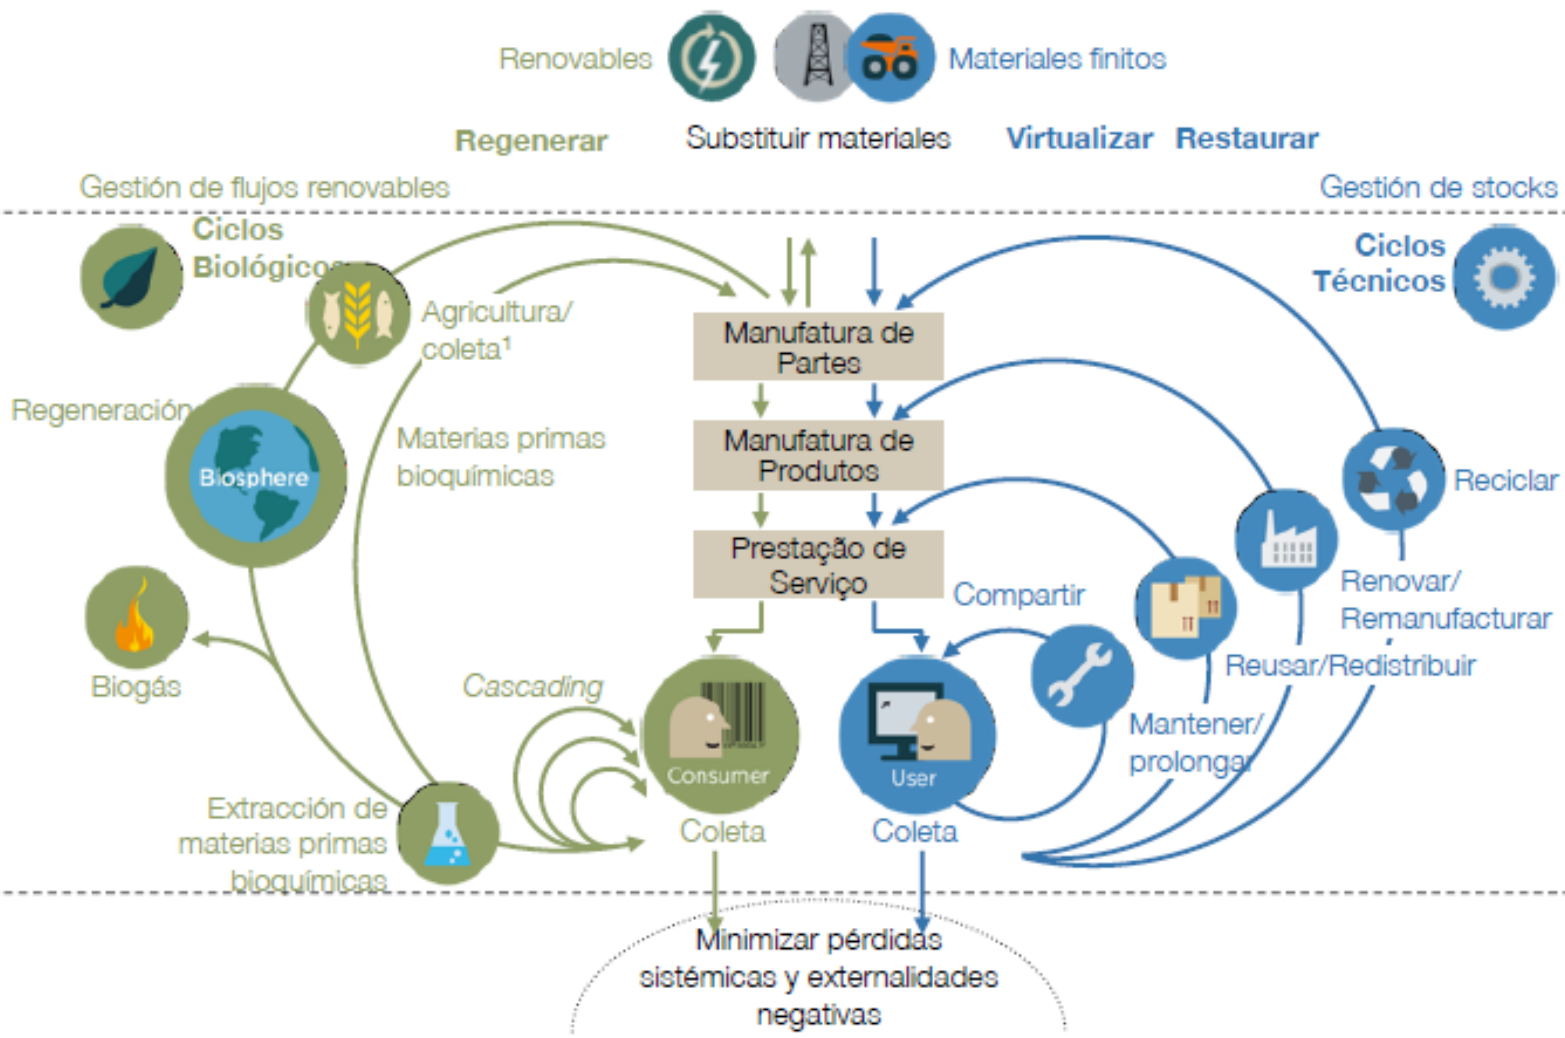 Renovables
Materiales finitos
Regenerar
Substituir materiales
Virtualizar Restaurar
Gestión de flujos renovables
Gestión de stocks
Ciclos
Biológicos
Ciclos
Técnicos
Agricultura/
coleta¹
Manufatura de
Partes
Regeneración
Materias primas
bioquímicas
Biosphere
Manufatura de
Produtos
Reciclar
Prestação de
Serviço
Compartir
Renovar/
Remanufacturar
Reusar/Redistribuir
Biogás
Cascading
Mantener/
prolongar
Consumer
User
Extracción de
materias primas
bioquímicas
Coleta
Coleta
Minimizar pérdidas
sistémicas y externalidades
negativas